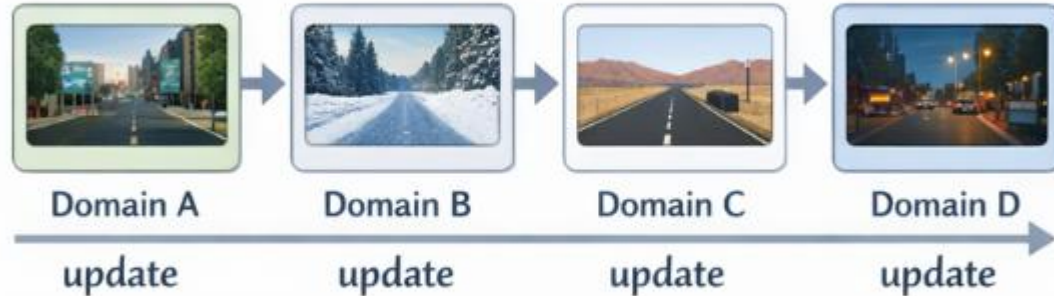 Domain A
Domain B
Domain C
Domain D
update
update
update
update